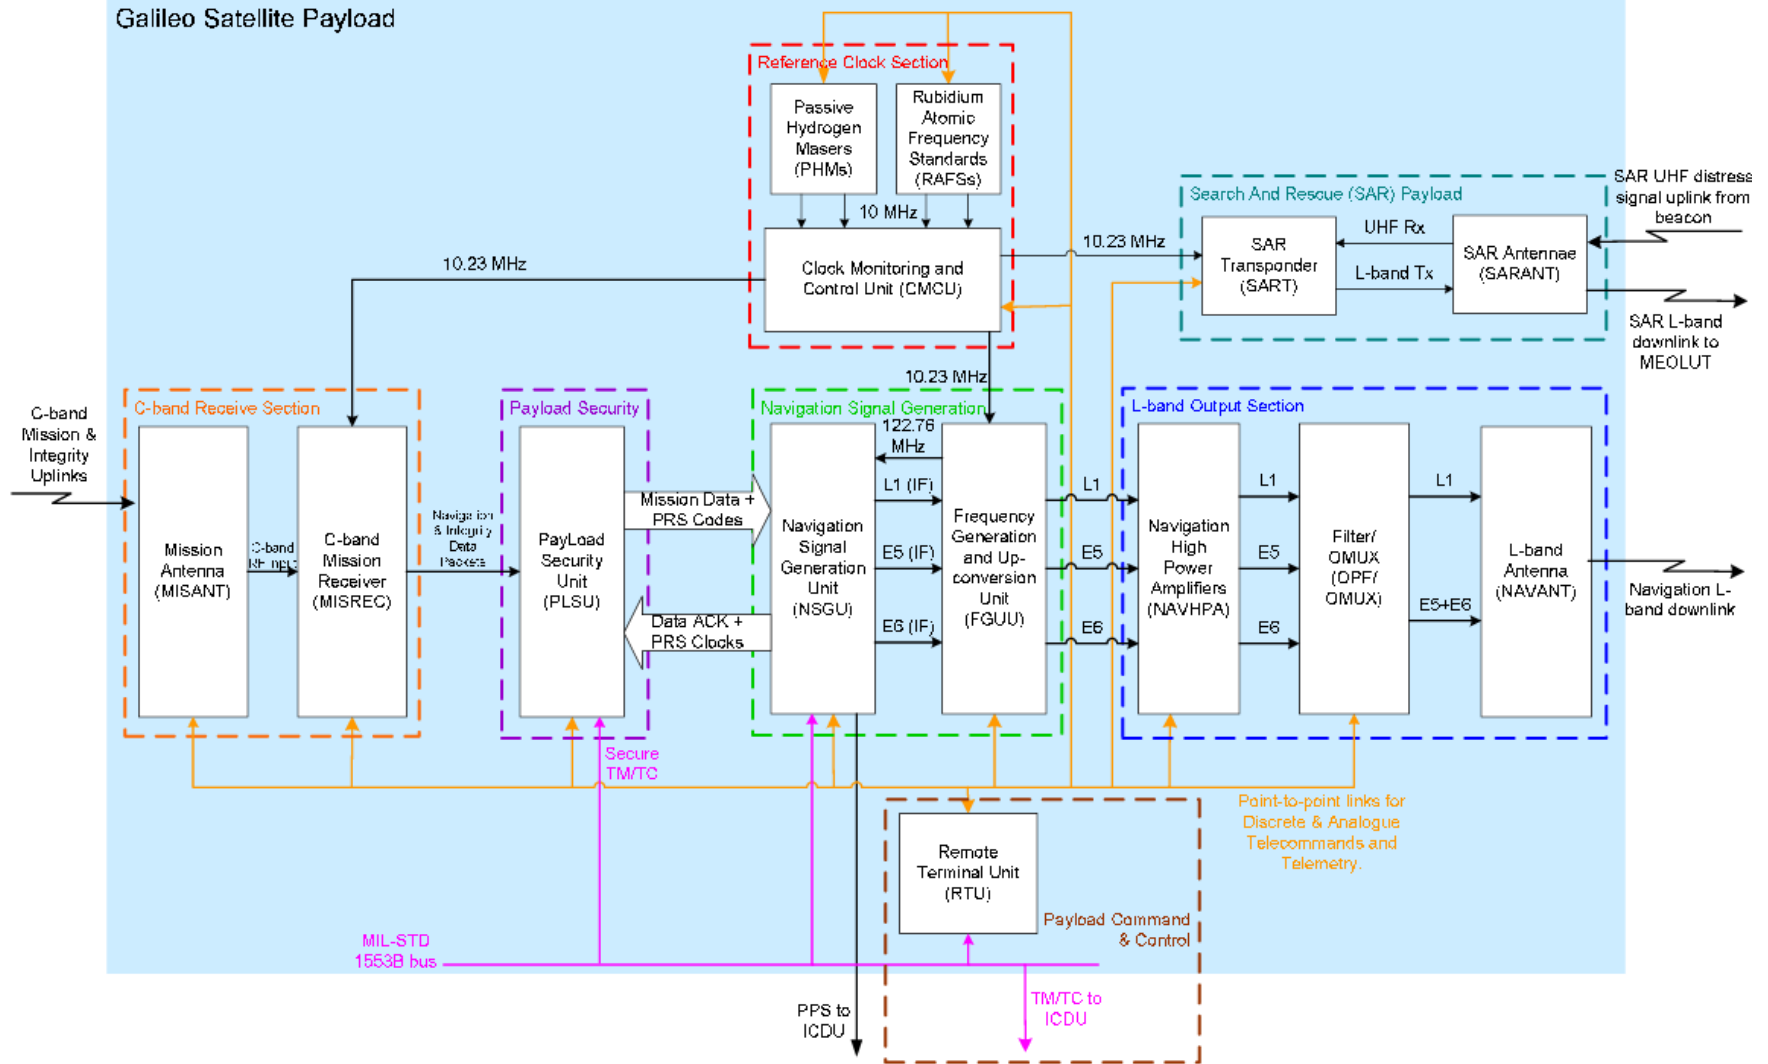 Galileo Satellite Payload
Reference Clock Section
Passive
Hydrogen
Masers
(PHMs)
Rubidium
Atomic
Frequency
Standards
(RAFSs)
10 MHz
Clock Monitoring and
Control Unit (CMCU)
10.23 MHz
10.23 MHz
10.23 MHz
Search And Rescue (SAR) Payload
SAR
Transponder
(SART)
UHF Rx
L-band Tx
SAR Antennae
(SARANT)
SAR UHF distress
signal uplink from
beacon
SAR L-band
downlink to
MEOLUT
C-band
Mission &
Integrity
Uplinks
C-band Receive Section
Mission
Antenna
(MISANT)
C-band
RF Input
C-band
Mission
Receiver
(MISREC)
Navigation
& Integrity
Data
Packets
Payload Security
PayLoad
Security
Unit
(PLSU)
Mission Data +
PRS Codes
Data ACK +
PRS Clocks
Navigation Signal Generation
Navigation
Signal
Generation
Unit
(NSGU)
122.76
MHz
L1 (IF)
E5 (IF)
E6 (IF)
Frequency
Generation
and Up-
conversion
Unit
(FGUU)
L1
E5
E6
L-band Output Section
Navigation
High
Power
Amplifiers
(NAVHPA)
L1
E5
E6
Filter/
OMUX
(OPF/
OMUX)
L1
E5+E6
L-band
Antenna
(NAVANT)
Navigation L-
band downlink
Secure
TM/TC
Point-to-point links for
Discrete & Analogue
Telecommands and
Telemetry.
Remote
Terminal Unit
(RTU)
Payload Command
& Control
MIL-STD
1553B bus
PPS to
ICDU
TM/TC to
ICDU